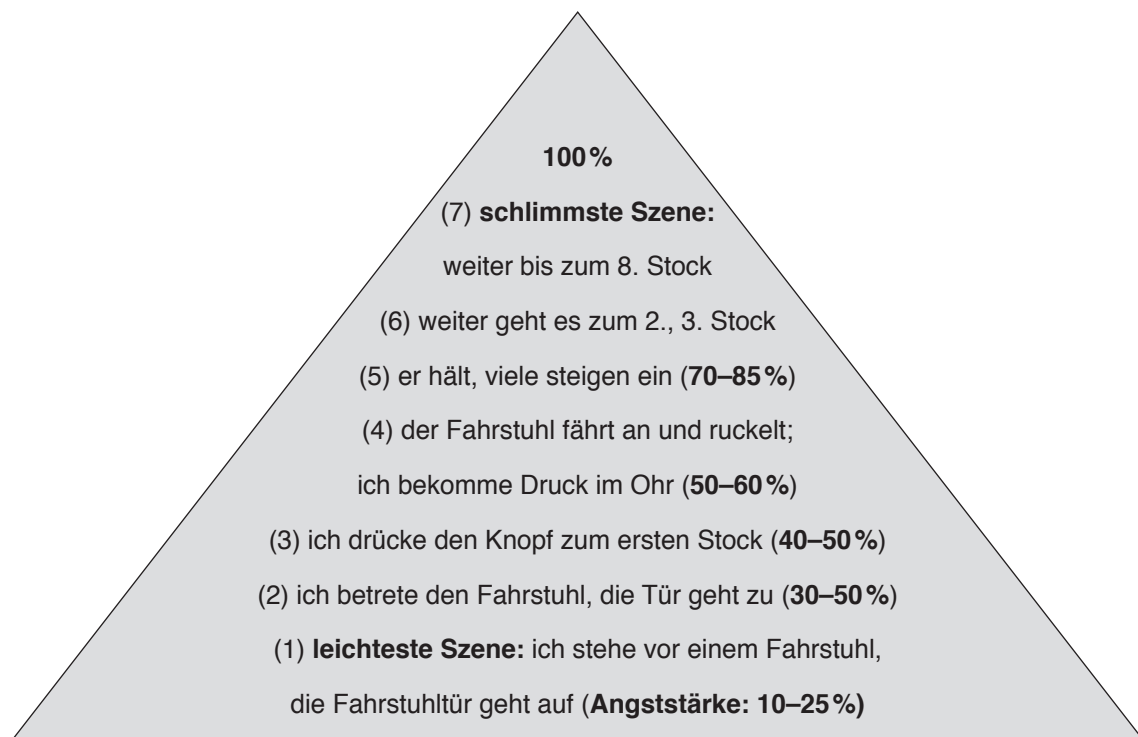 100 %
(7) schlimmste Szene:
weiter bis zum 8. Stock
(6) weiter geht es zum 2., 3. Stock
(5) er hält, viele steigen ein (70–85 %)
(4) der Fahrstuhl fährt an und ruckelt;
ich bekomme Druck im Ohr (50–60 %)
(3) ich drücke den Knopf zum ersten Stock (40–50 %)
(2) ich betrete den Fahrstuhl, die Tür geht zu (30–50 %)
(1) leichteste Szene: ich stehe vor einem Fahrstuhl,
die Fahrstuhltür geht auf (Angststärke: 10–25 %)